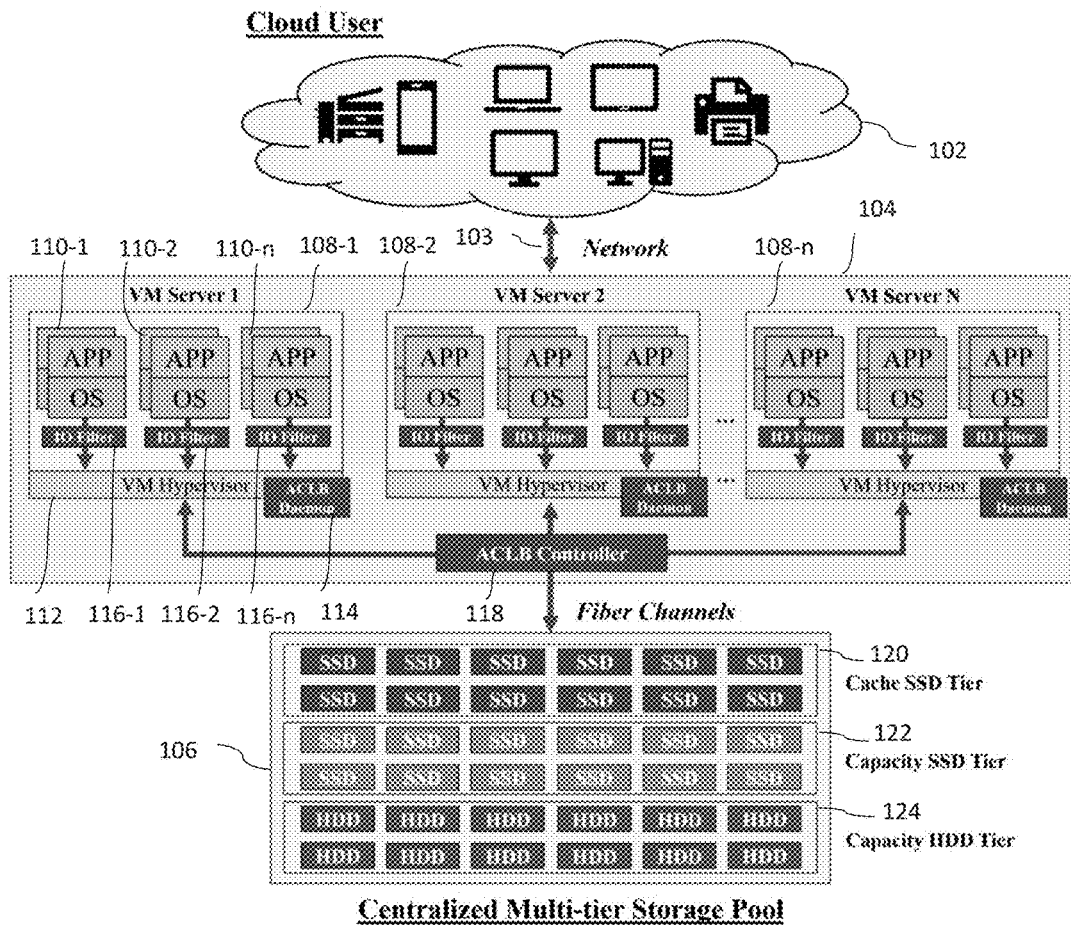 Cloud User
102
103
Network
104
110-1
110-2
110-n
108-1
108-2
108-n
VM Server 1
VM Server 2
VM Server N
APP APP APP APP APP APP APP APP APP
OS OS OS OS OS OS OS OS OS
...
IO Filter IO Filter IO Filter IO Filter IO Filter IO Filter IO Filter IO Filter IO Filter
VM Hypervisor VM Hypervisor ... VM Hypervisor
ACLB Daemon
ACLB Daemon
ACLB Daemon
ACLB Controller
112
116-1
116-2
116-n
114
118
Fiber Channels
SSD SSD SSD SSD SSD SSD
120
Cache SSD Tier
SSD SSD SSD SSD SSD SSD
106
SSD SSD SSD SSD SSD SSD
122
Capacity SSD Tier
SSD SSD SSD SSD SSD SSD
HDD HDD HDD HDD HDD HDD
124
Capacity HDD Tier
HDD HDD HDD HDD HDD HDD
Centralized Multi-tier Storage Pool